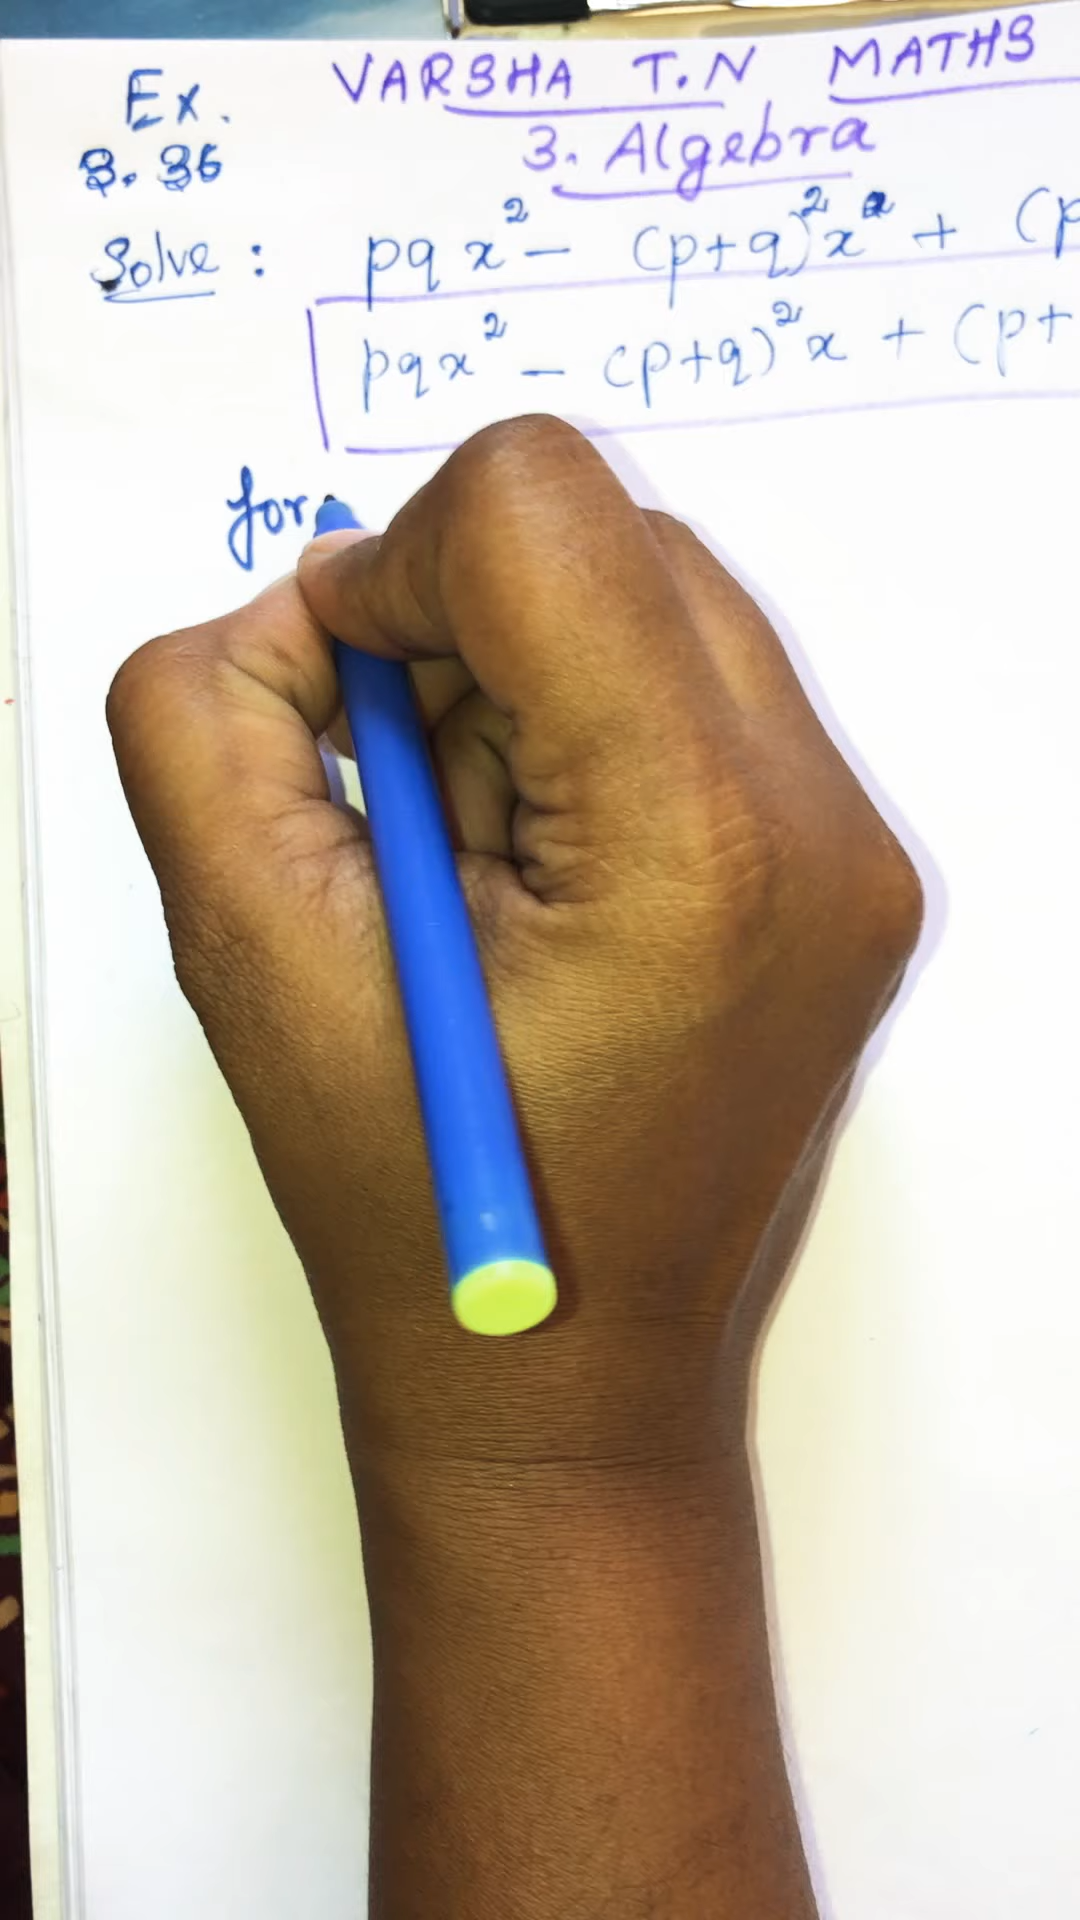 Ex. VARSHA T.N MATHS
3.36 3. Algebra
Solve : pqx² - (p+q)²x² + (p
pqx² - (p+q)²x + (p+
for